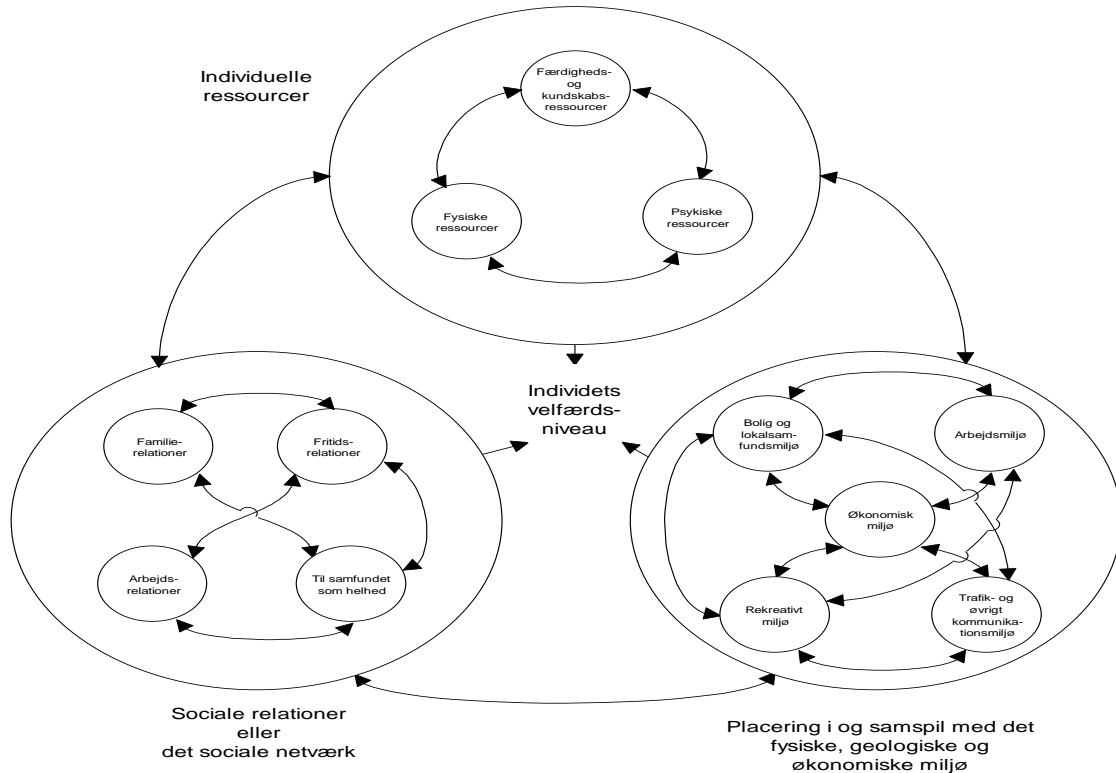 Individuelle
ressourcer
Færdigheds-
og
kundskabs-
ressourcer
Fysiske
ressourcer
Psykiske
ressourcer
Individets
velfærds-
niveau
Familie-
relationer
Fritids-
relationer
Arbejds-
relationer
Til samfundet
som helhed
Bolig og
lokalsam-
fundsmiljø
Arbejdsmiljø
Økonomisk
miljø
Rekreativt
miljø
Trafik- og
øvrigt
kommunika-
tionsmiljø
Sociale relationer
eller
det sociale netværk
Placering i og samspil med det
fysiske, geologiske og
økonomiske miljø